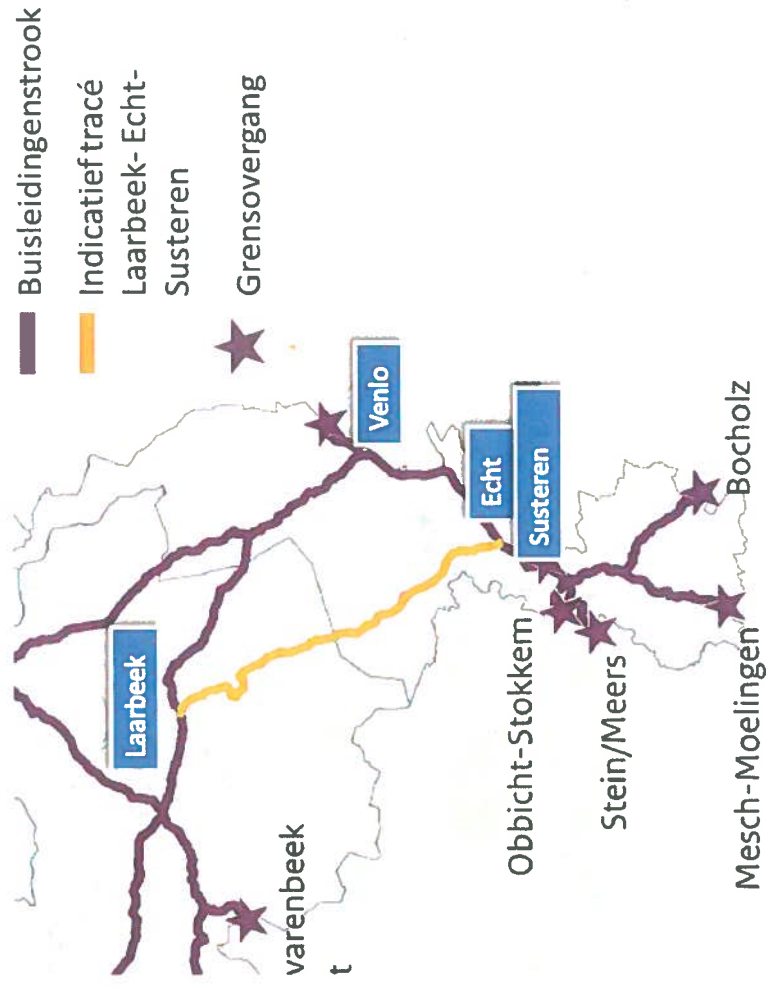 Buisleidingenstrook
Indicatief tracé
Laarbeek- Echt-
Susteren
Grensovergang
Laarbeek
Venlo
Echt
Susteren
varenbeek
t
Obbicht-Stokkem
Stein/Meers
Mesch-Moelingen
Bocholz